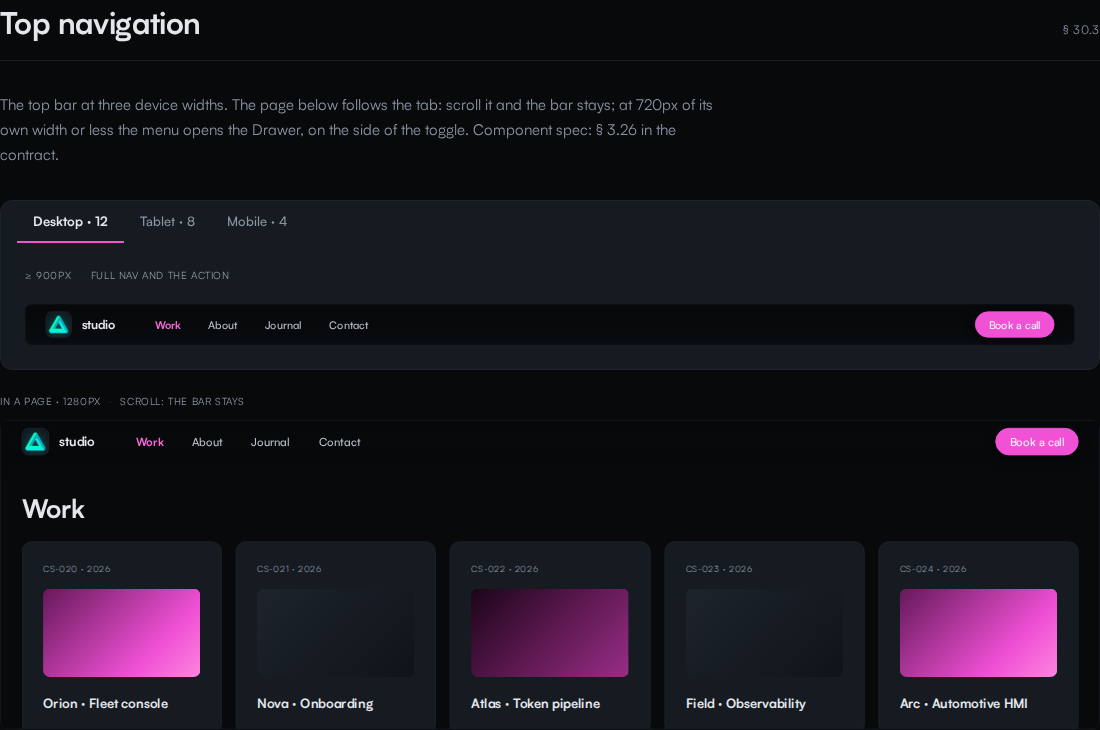 Top navigation
§ 30.3
The top bar at three device widths. The page below follows the tab: scroll it and the bar stays; at 720px of its
own width or less the menu opens the Drawer, on the side of the toggle. Component spec: § 3.26 in the
contract.
Desktop · 12 Tablet · 8 Mobile · 4
≥ 900PX FULL NAV AND THE ACTION
studio Work About Journal Contact Book a call
IN A PAGE · 1280PX · SCROLL: THE BAR STAYS
studio Work About Journal Contact Book a call
Work
CS-020 · 2026 CS-021 · 2026 CS-022 · 2026 CS-023 · 2026 CS-024 · 2026
Orion · Fleet console Nova · Onboarding Atlas · Token pipeline Field · Observability Arc · Automotive HMI